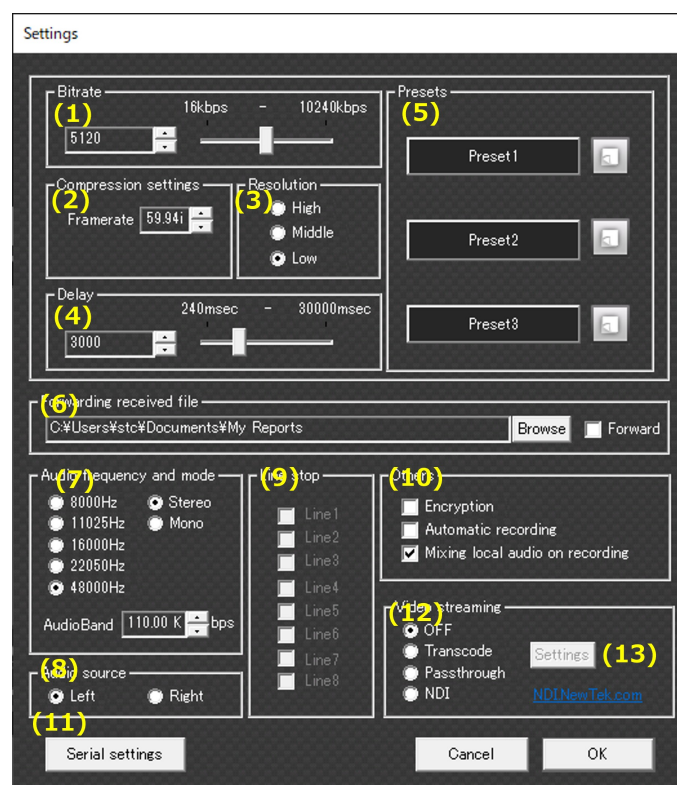 Settings
Bitrate
(1)
16kbps - 10240kbps
5120
Presets
(5)
Preset1
Preset2
Preset3
Compression settings
(2)
Framerate 59.94i
Resolution
(3)
High
Middle
Low
Delay
(4)
240msec - 30000msec
3000
Forwarding received file
(6)
C:¥Users¥stc¥Documents¥My Reports
Browse
Forward
Audio frequency and mode
(7)
8000Hz
Stereo
11025Hz
Mono
16000Hz
22050Hz
48000Hz
AudioBand 110.00 K bps
Audio source
(8)
Left
Right
Line stop
(9)
Line1
Line2
Line3
Line4
Line5
Line6
Line7
Line8
Others
(10)
Encryption
Automatic recording
Mixing local audio on recording
Video streaming
(12)
OFF
Transcode
Passthrough
NDI
Settings
(13)
NDI.NewTek.com
(11)
Serial settings
Cancel
OK